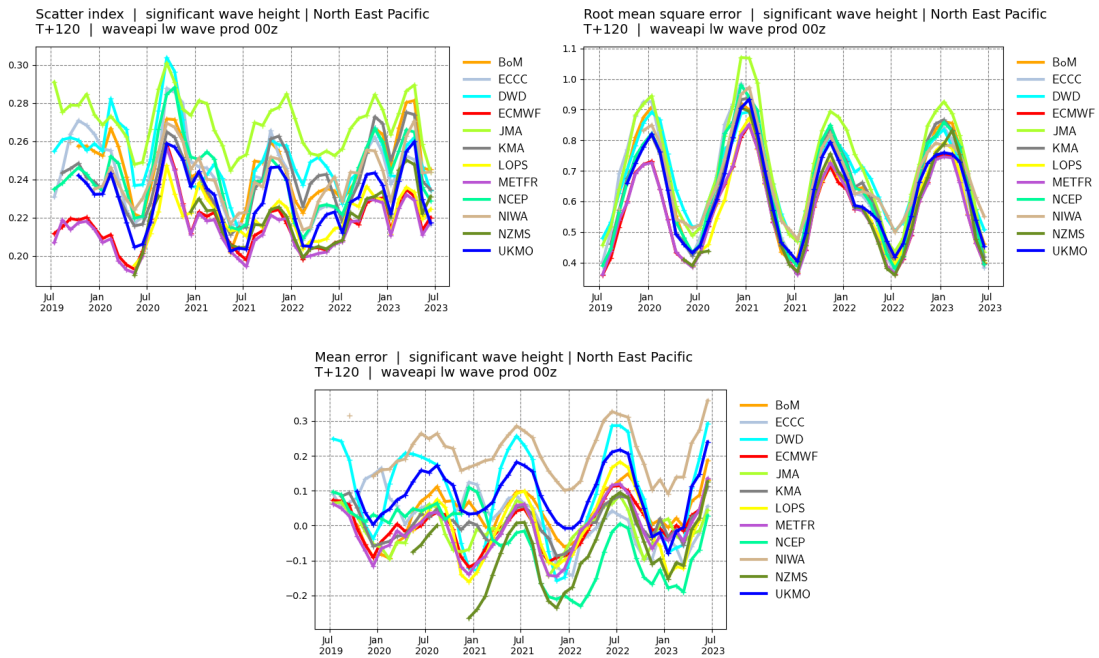 Scatter index | significant wave height | North East Pacific
T+120 | waveapi lw wave prod 00z
0.30
0.28
0.26
0.24
0.22
0.20
Jul 2019
Jan 2020
Jul 2020
Jan 2021
Jul 2021
Jan 2022
Jul 2022
Jan 2023
Jul 2023
BoM
ECCC
DWD
ECMWF
JMA
KMA
LOPS
METFR
NCEP
NIWA
NZMS
UKMO
Root mean square error | significant wave height | North East Pacific
T+120 | waveapi lw wave prod 00z
1.1
1.0
0.9
0.8
0.7
0.6
0.5
0.4
Jul 2019
Jan 2020
Jul 2020
Jan 2021
Jul 2021
Jan 2022
Jul 2022
Jan 2023
Jul 2023
BoM
ECCC
DWD
ECMWF
JMA
KMA
LOPS
METFR
NCEP
NIWA
NZMS
UKMO
Mean error | significant wave height | North East Pacific
T+120 | waveapi lw wave prod 00z
0.3
0.2
0.1
0.0
−0.1
−0.2
Jul 2019
Jan 2020
Jul 2020
Jan 2021
Jul 2021
Jan 2022
Jul 2022
Jan 2023
Jul 2023
BoM
ECCC
DWD
ECMWF
JMA
KMA
LOPS
METFR
NCEP
NIWA
NZMS
UKMO